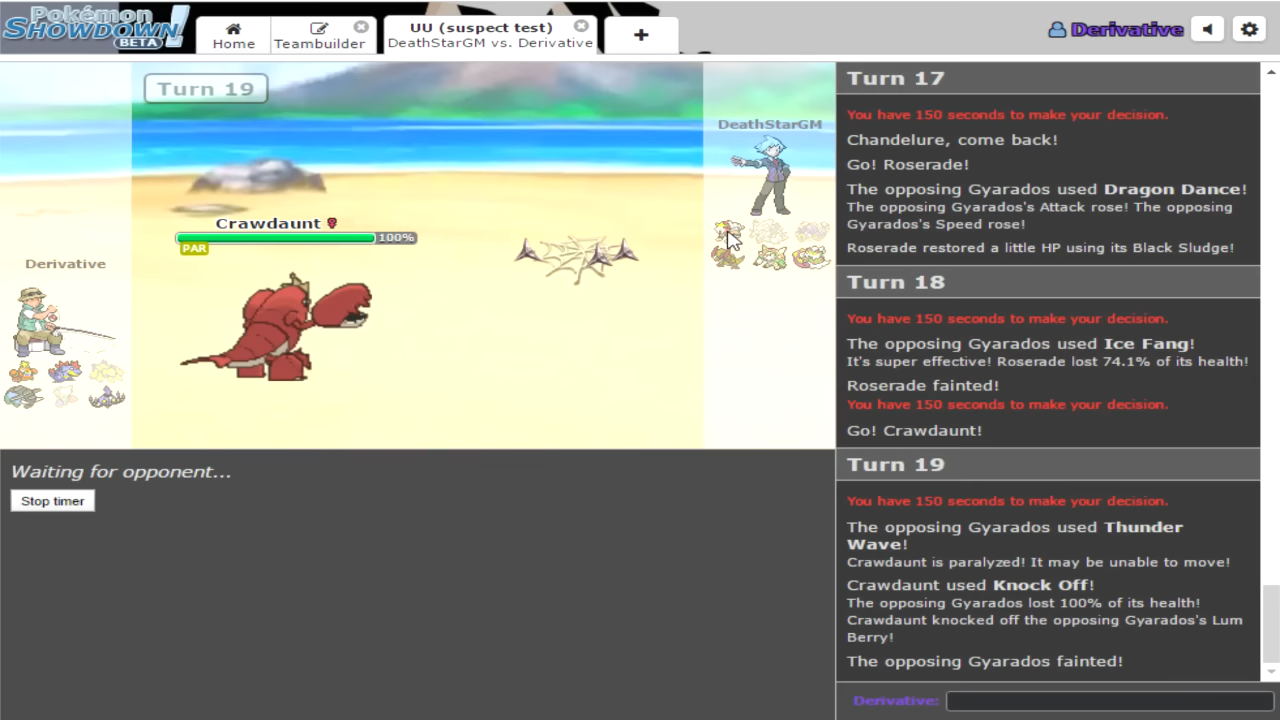 Pokémon
SHOWDOWN!
BETA
Home
Teambuilder
UU (suspect test)
DeathStarGM vs. Derivative
+
Derivative
Turn 19
DeathStarGM
Crawdaunt
100%
PAR
Derivative
Waiting for opponent...
Stop timer
Turn 17
You have 150 seconds to make your decision.
Chandelure, come back!
Go! Roserade!
The opposing Gyarados used Dragon Dance!
The opposing Gyarados's Attack rose! The opposing
Gyarados's Speed rose!
Roserade restored a little HP using its Black Sludge!
Turn 18
You have 150 seconds to make your decision.
The opposing Gyarados used Ice Fang!
It's super effective! Roserade lost 74.1% of its health!
Roserade fainted!
You have 150 seconds to make your decision.
Go! Crawdaunt!
Turn 19
You have 150 seconds to make your decision.
The opposing Gyarados used Thunder
Wave!
Crawdaunt is paralyzed! It may be unable to move!
Crawdaunt used Knock Off!
The opposing Gyarados lost 100% of its health!
Crawdaunt knocked off the opposing Gyarados's Lum
Berry!
The opposing Gyarados fainted!
Derivative: